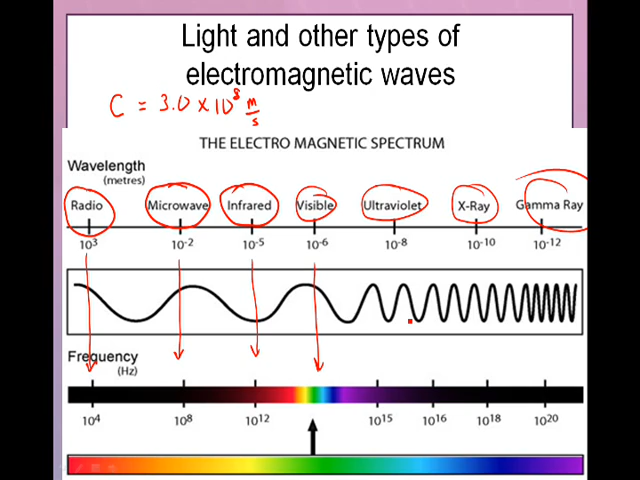 Light and other types of
electromagnetic waves
C = 3.0 × 10⁸ m/s
THE ELECTRO MAGNETIC SPECTRUM
Wavelength
(metres)
Radio Microwave Infrared Visible Ultraviolet X-Ray Gamma Ray
10³ 10⁻² 10⁻⁵ 10⁻⁶ 10⁻⁸ 10⁻¹⁰ 10⁻¹²
Frequency
(Hz)
10⁴ 10⁸ 10¹² 10¹⁵ 10¹⁶ 10¹⁸ 10²⁰